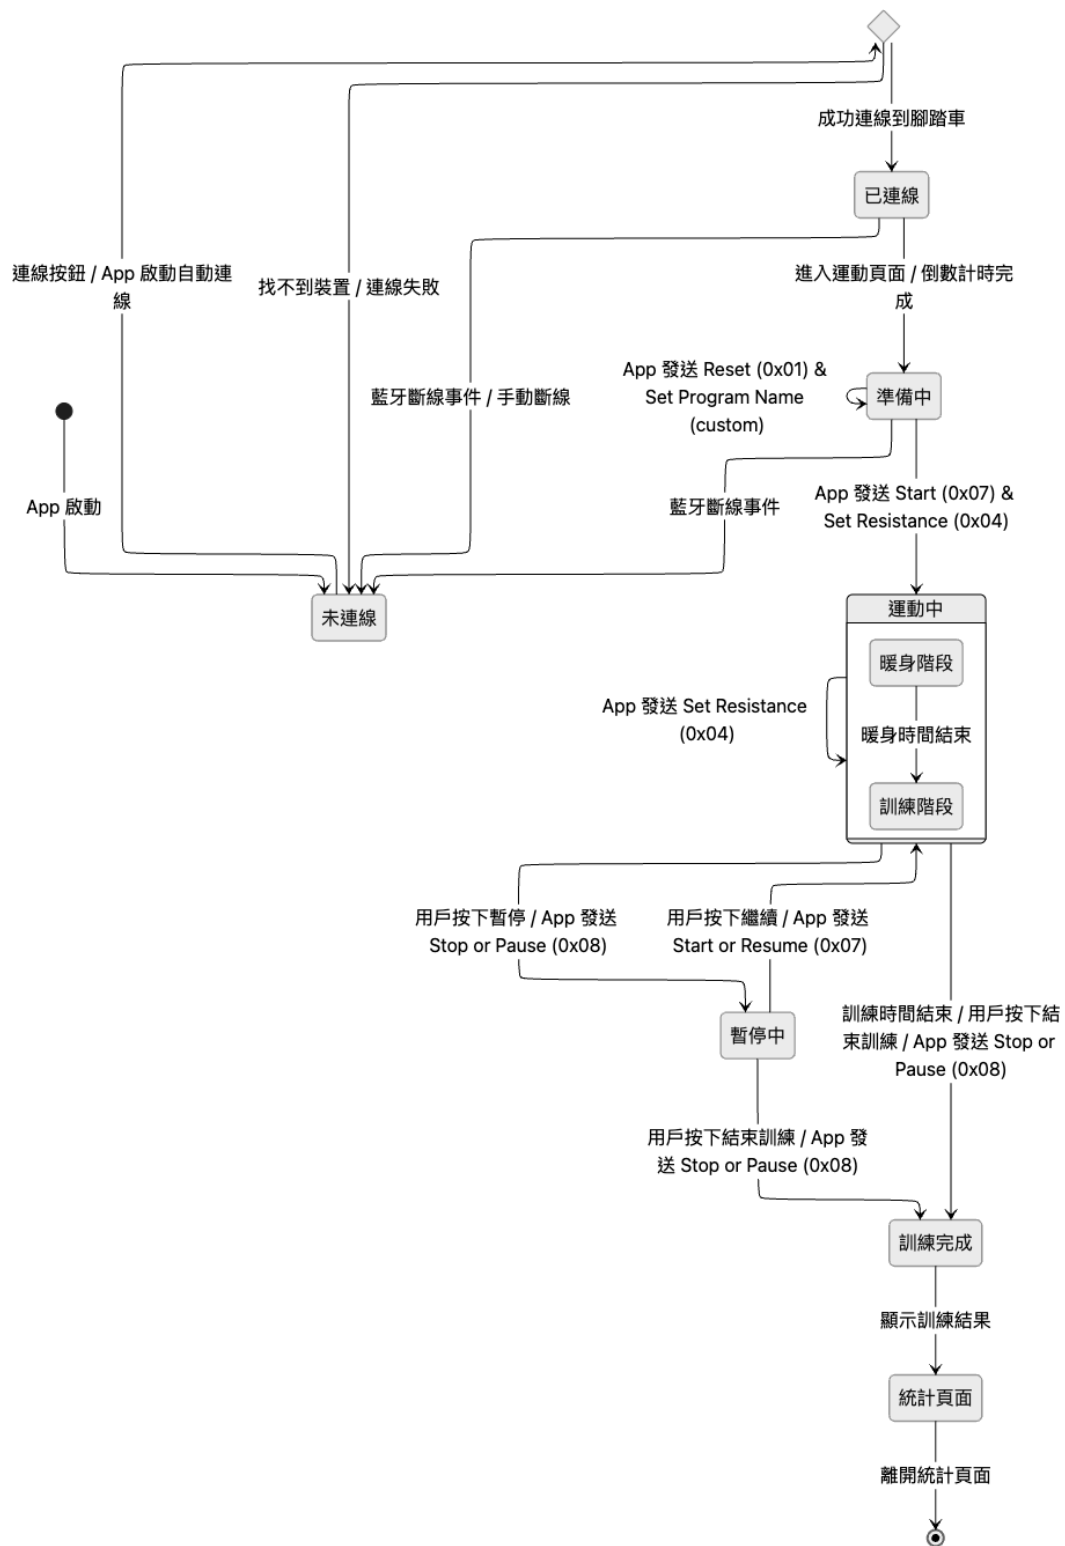 成功連線到腳踏車
已連線
連線按鈕 / App 啟動自動連
線
找不到裝置 / 連線失敗
進入運動頁面 / 倒數計時完
成
藍牙斷線事件 / 手動斷線
App 發送 Reset (0x01) &
Set Program Name
(custom)
準備中
App 啟動
藍牙斷線事件
App 發送 Start (0x07) &
Set Resistance (0x04)
未連線
運動中
暖身階段
App 發送 Set Resistance
(0x04)
暖身時間結束
訓練階段
用戶按下暫停 / App 發送
Stop or Pause (0x08)
用戶按下繼續 / App 發送
Start or Resume (0x07)
暫停中
訓練時間結束 / 用戶按下結
束訓練 / App 發送 Stop or
Pause (0x08)
用戶按下結束訓練 / App 發
送 Stop or Pause (0x08)
訓練完成
顯示訓練結果
統計頁面
離開統計頁面